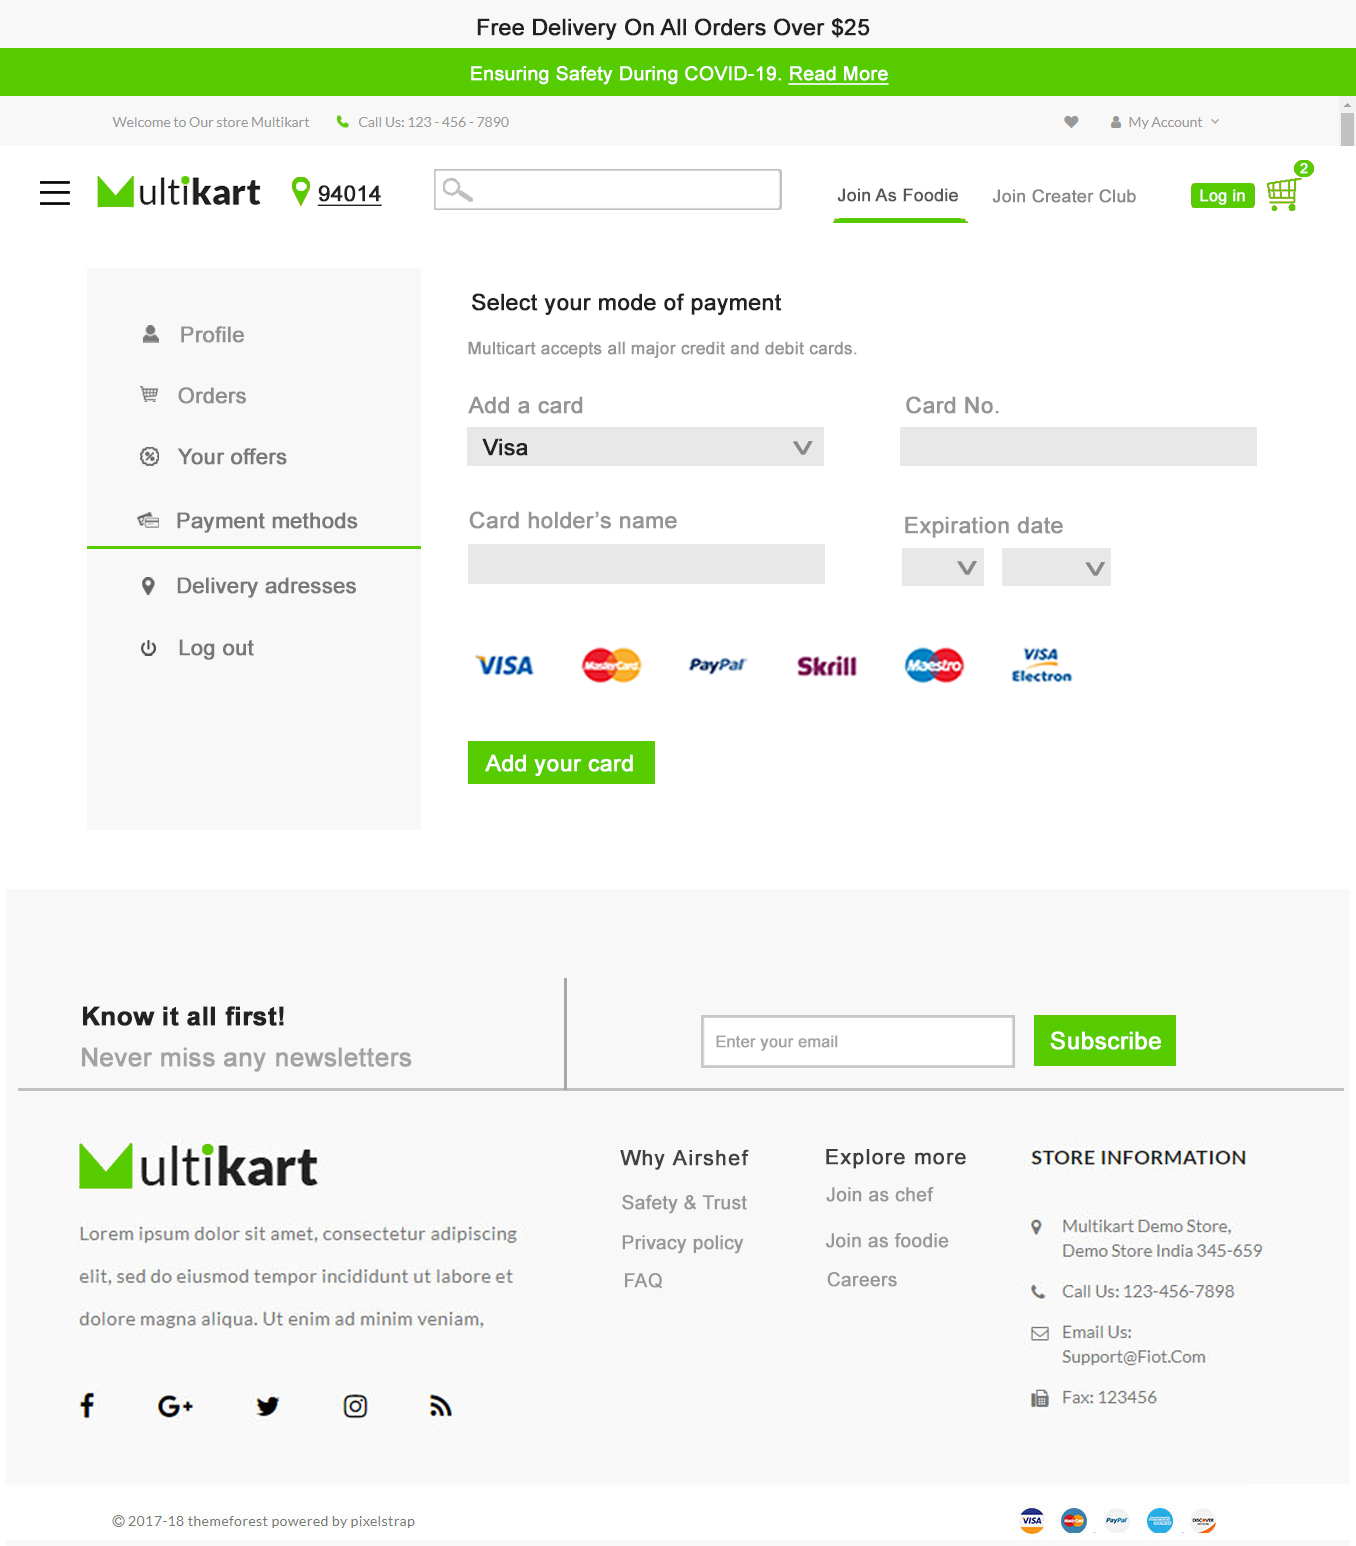 Free Delivery On All Orders Over $25
Ensuring Safety During COVID-19. Read More
Welcome to Our store Multikart
Call Us: 123 - 456 - 7890
My Account
Multikart
94014
Join As Foodie
Join Creater Club
Log in
2
Profile
Orders
Your offers
Payment methods
Delivery adresses
Log out
Select your mode of payment
Multicart accepts all major credit and debit cards.
Add a card
Card No.
Visa
Card holder’s name
Expiration date
VISA
MasterCard
PayPal
Skrill
Maestro
VISA
Electron
Add your card
Know it all first!
Never miss any newsletters
Enter your email
Subscribe
Multikart
Lorem ipsum dolor sit amet, consectetur adipiscing
elit, sed do eiusmod tempor incididunt ut labore et
dolore magna aliqua. Ut enim ad minim veniam,
Why Airshef
Safety & Trust
Privacy policy
FAQ
Explore more
Join as chef
Join as foodie
Careers
STORE INFORMATION
Multikart Demo Store,
Demo Store India 345-659
Call Us: 123-456-7898
Email Us:
Support@Fiot.Com
Fax: 123456
© 2017-18 themeforest powered by pixelstrap
VISA
MasterCard
PayPal
DISCOVER